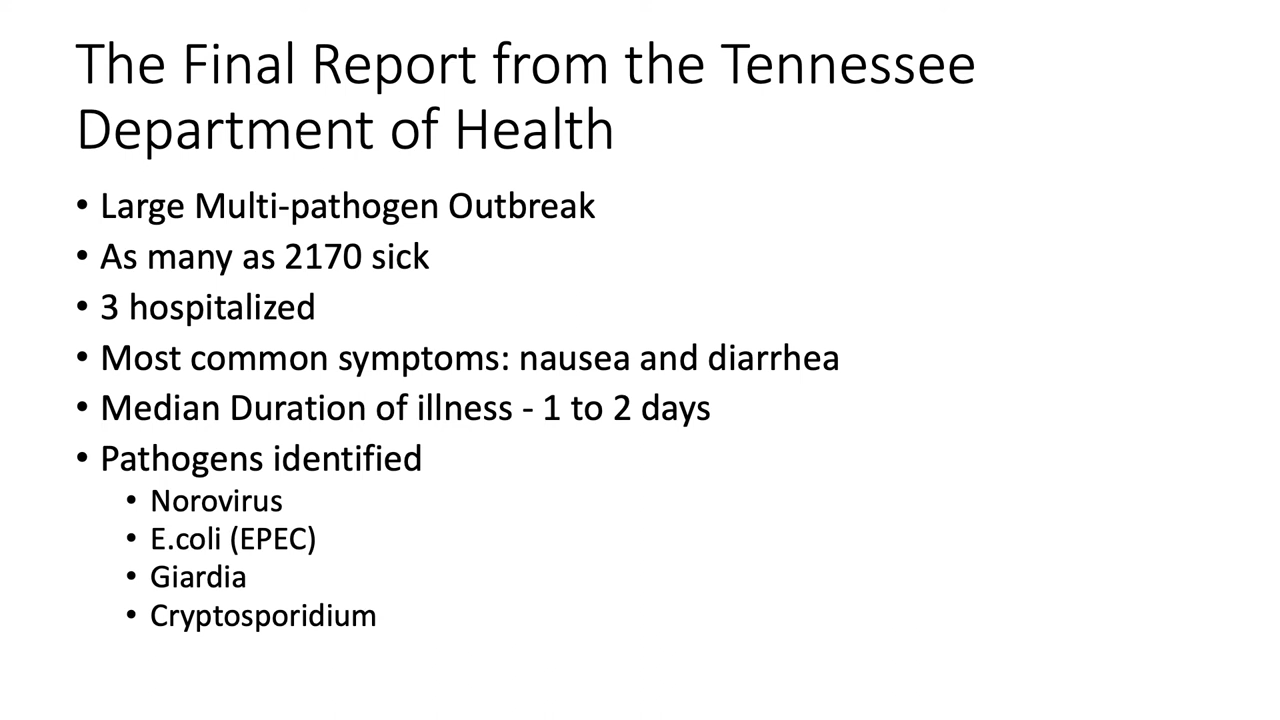 The Final Report from the Tennessee
Department of Health
• Large Multi-pathogen Outbreak
• As many as 2170 sick
• 3 hospitalized
• Most common symptoms: nausea and diarrhea
• Median Duration of illness - 1 to 2 days
• Pathogens identified
• Norovirus
• E.coli (EPEC)
• Giardia
• Cryptosporidium